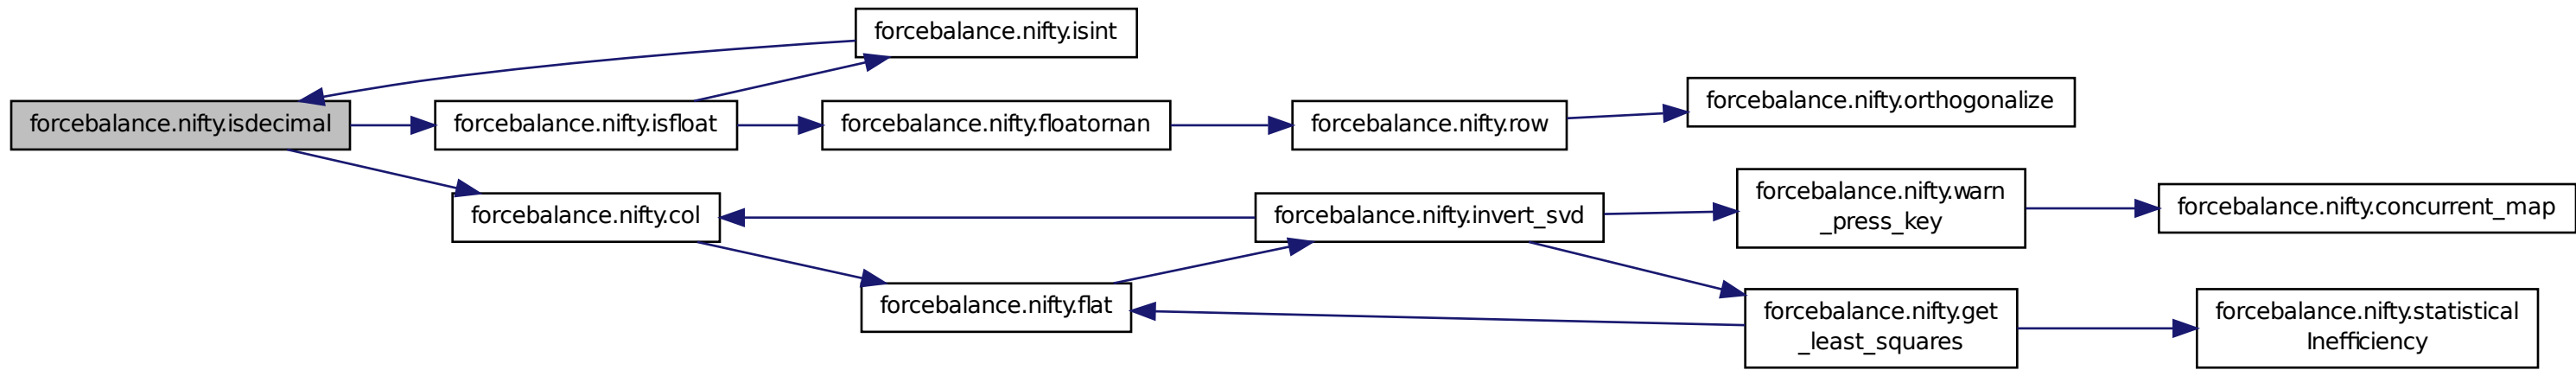 forcebalance.nifty.isint
forcebalance.nifty.orthogonalize
forcebalance.nifty.isdecimal
forcebalance.nifty.isfloat
forcebalance.nifty.floatornan
forcebalance.nifty.row
forcebalance.nifty.warn
_press_key
forcebalance.nifty.concurrent_map
forcebalance.nifty.col
forcebalance.nifty.invert_svd
forcebalance.nifty.flat
forcebalance.nifty.get
_least_squares
forcebalance.nifty.statistical
Inefficiency